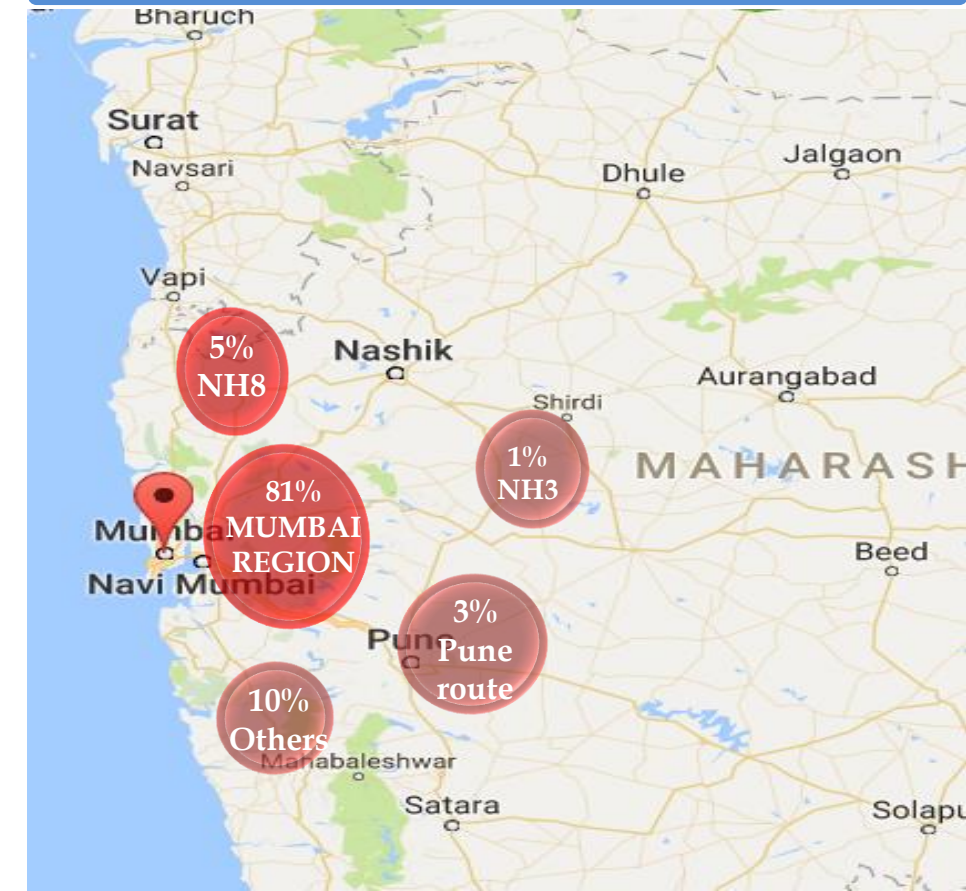 Bharuch
Surat
Navsari
Dhule
Jalgaon
Vapi
5%
NH8
Nashik
Aurangabad
Shirdi
1%
NH3
MAHARASH
81%
MUMBAI
REGION
Mumbai
Navi Mumbai
Beed
3%
Pune
route
Pune
10%
Others
Mahabaleshwar
Satara
Solapu